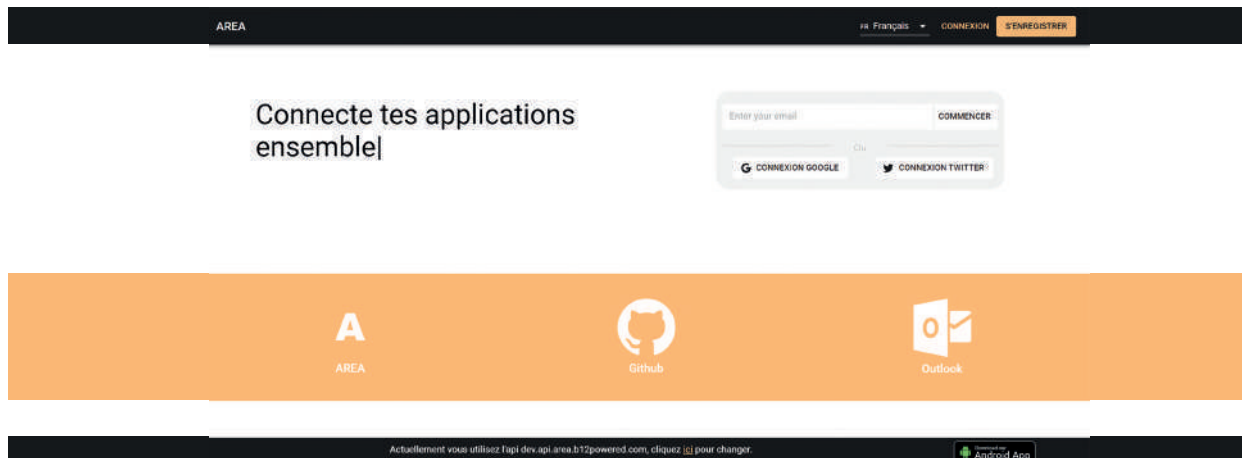 AREA
FR Français
CONNEXION
S'ENREGISTRER
Connecte tes applications
ensemble|
Enter your email
COMMENCER
CONNEXION GOOGLE
CONNEXION TWITTER
A
AREA
Github
Outlook
Actuellement vous utilisez l'api dev.api.area.b12powered.com, cliquez ici pour changer.
Android App